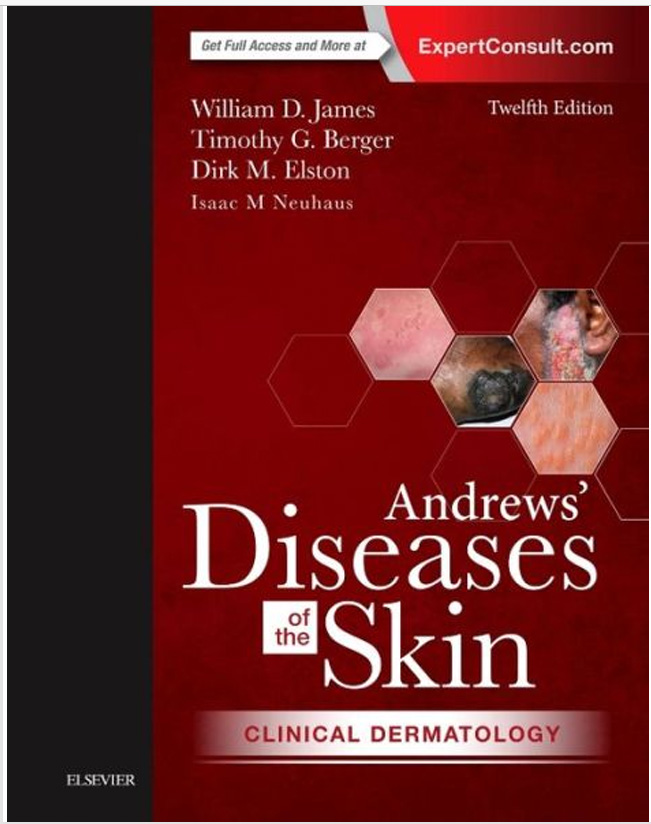 Get Full Access and More at
ExpertConsult.com
William D. James
Timothy G. Berger
Dirk M. Elston
Isaac M Neuhaus
Twelfth Edition
Andrews’
Diseases
of the
Skin
CLINICAL DERMATOLOGY
ELSEVIER